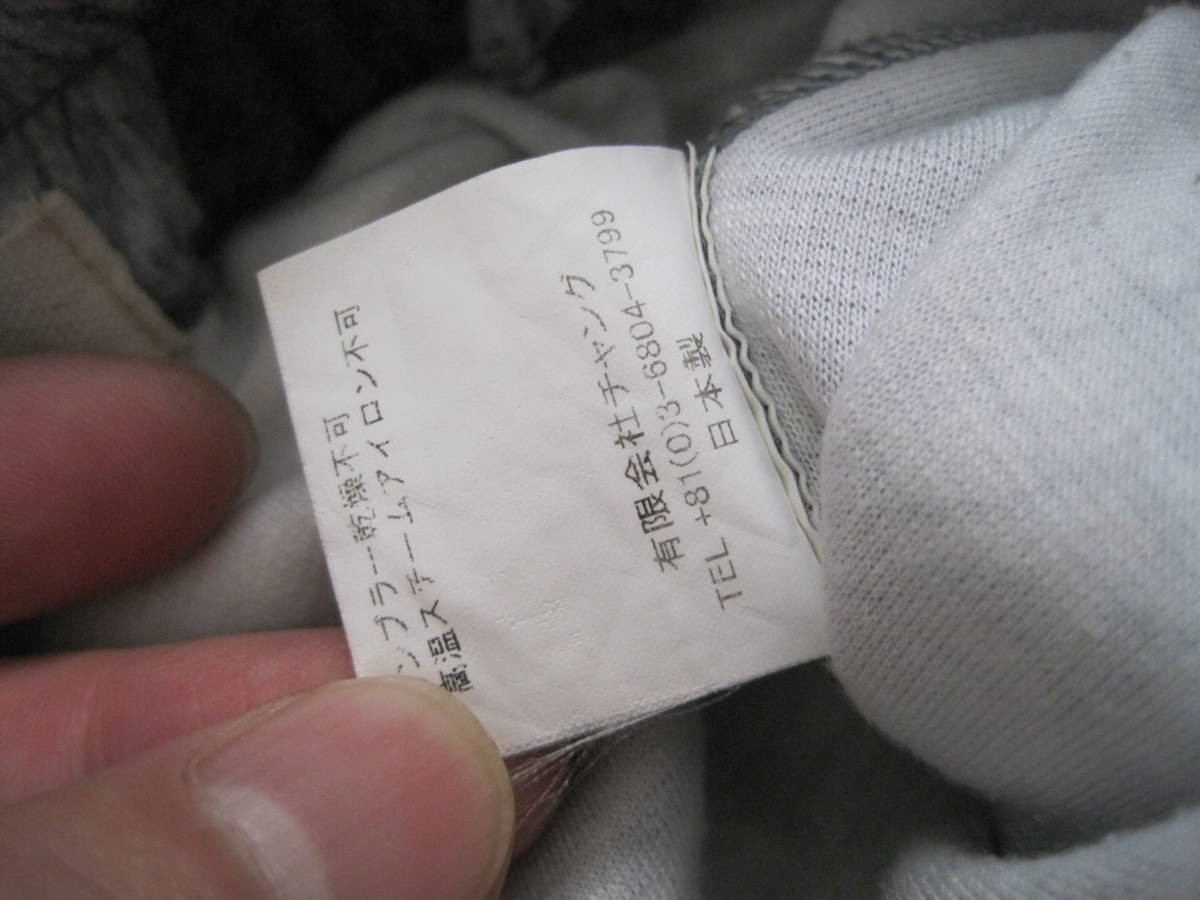 ンブラー乾燥不可
高温スチームアイロン不可
有限会社チャング
TEL +81(0)3-6804-3799
日本製